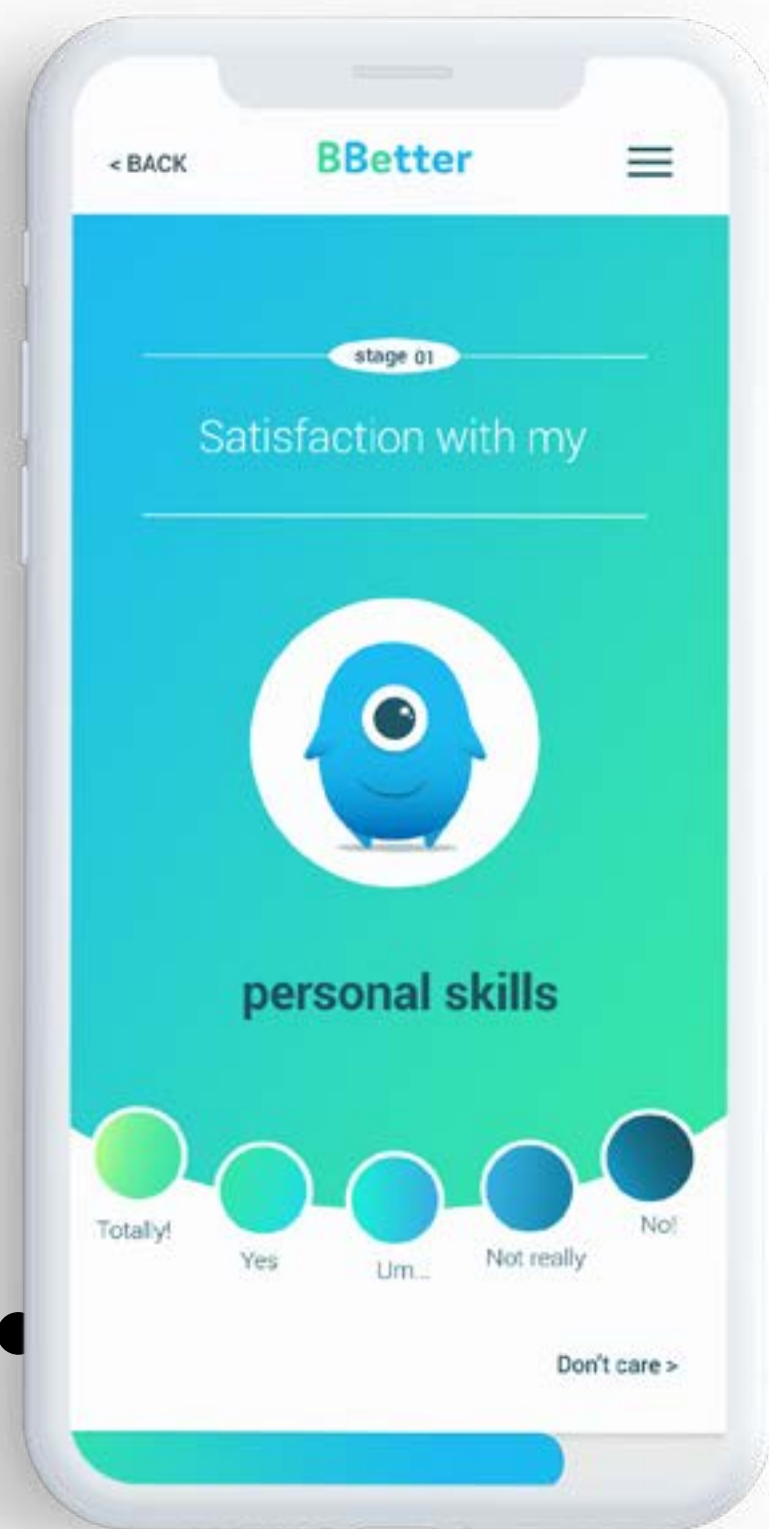 < BACK
BBetter
stage 01
Satisfaction with my
personal skills
Totally!
Yes
Um...
Not really
No!
Don't care >